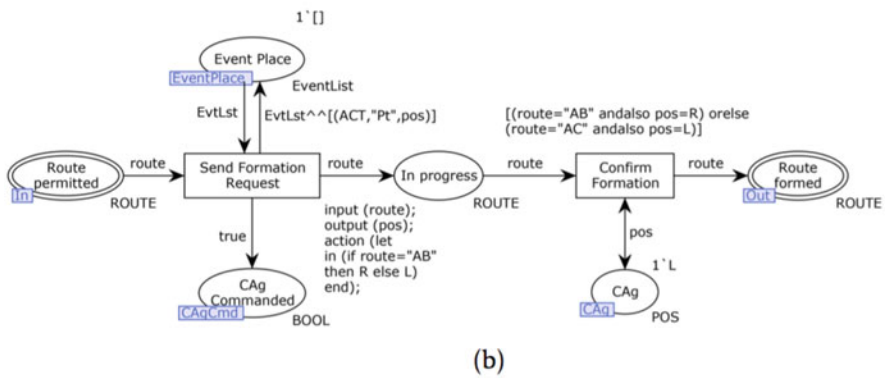 1`[]
Event Place
EventPlace
EventList
EvtLst
EvtLst^^[(ACT,"Pt",pos)]
[(route="AB" andalso pos=R) orelse
(route="AC" andalso pos=L)]
Route
permitted
In
ROUTE
route
Send Formation
Request
route
In progress
ROUTE
route
Confirm
Formation
route
Route
formed
Out
ROUTE
input (route);
output (pos);
action (let
in (if route="AB"
then R else L)
end);
true
pos
CAg
Commanded
CAgCmd
BOOL
1`L
CAg
CAg
POS
(b)